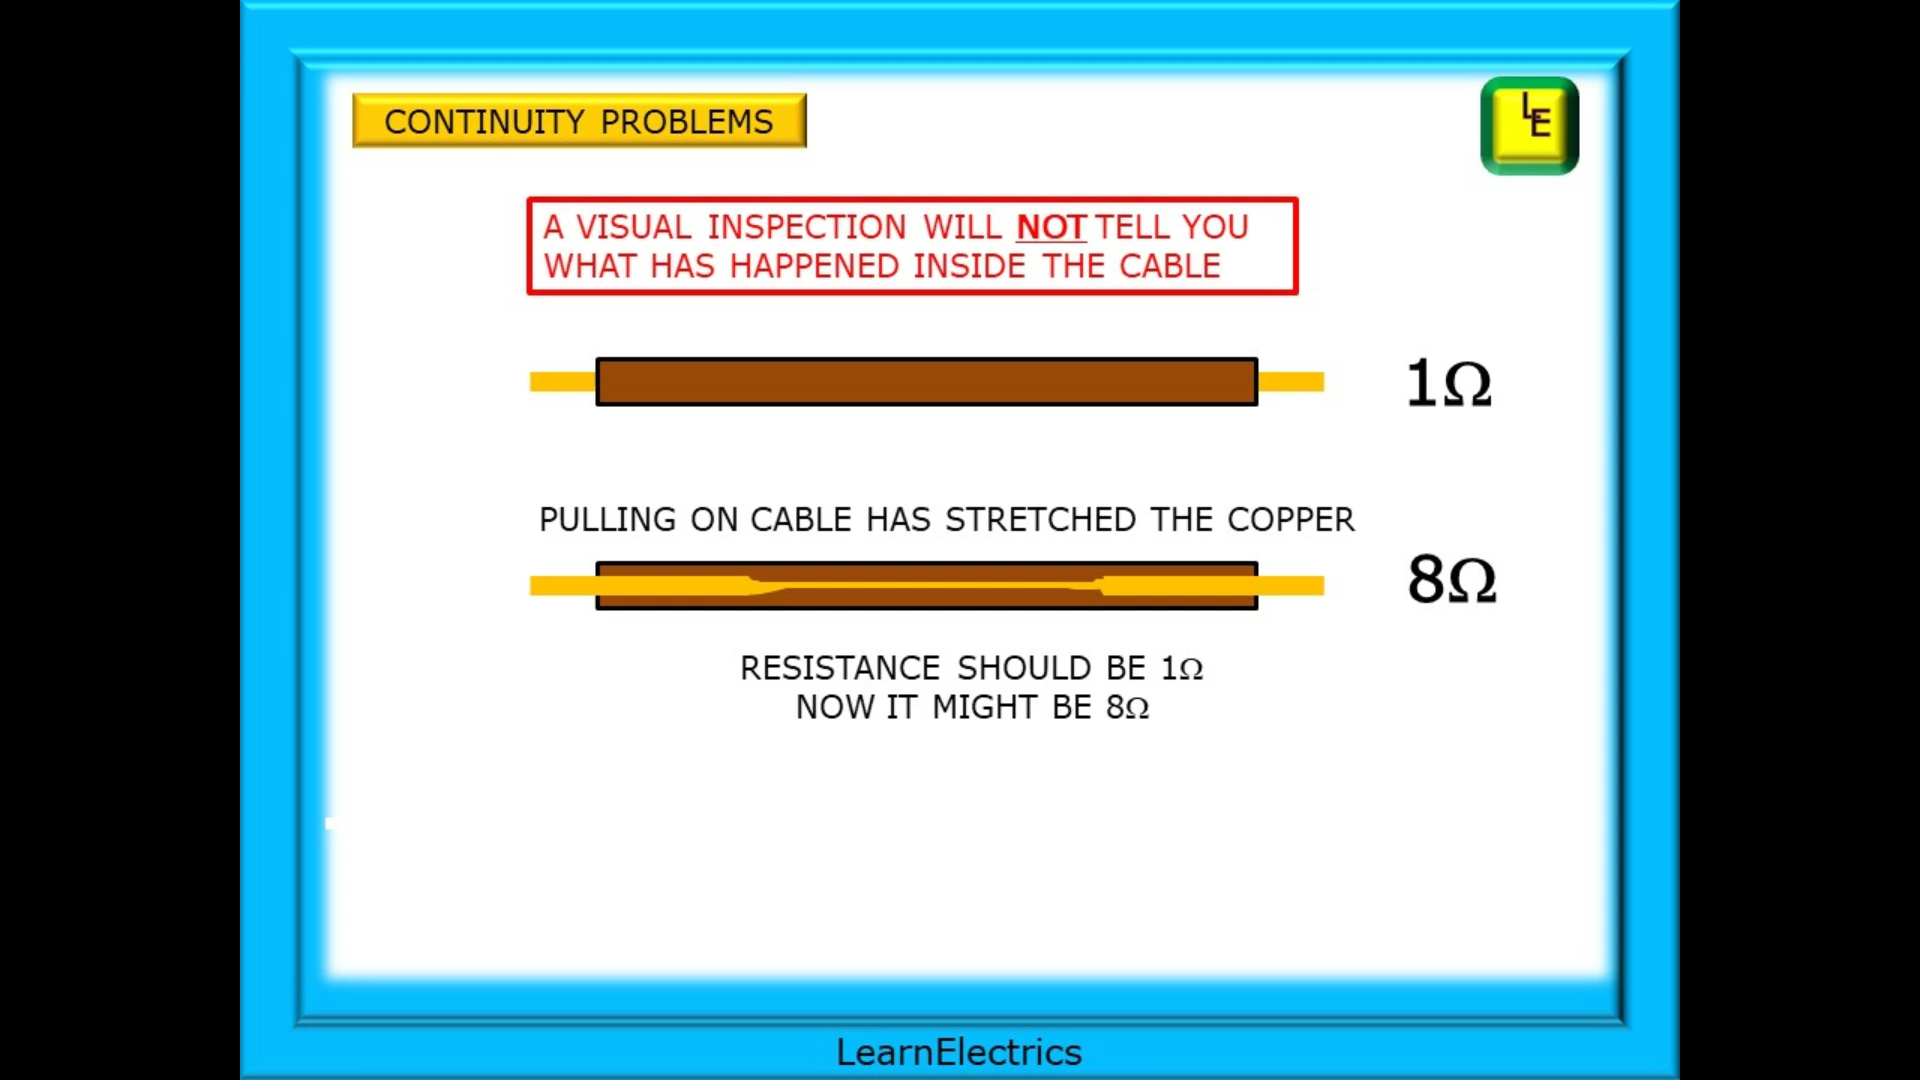 CONTINUITY PROBLEMS
LE
A VISUAL INSPECTION WILL NOT TELL YOU
WHAT HAS HAPPENED INSIDE THE CABLE
1Ω
PULLING ON CABLE HAS STRETCHED THE COPPER
8Ω
RESISTANCE SHOULD BE 1Ω
NOW IT MIGHT BE 8Ω
LearnElectrics